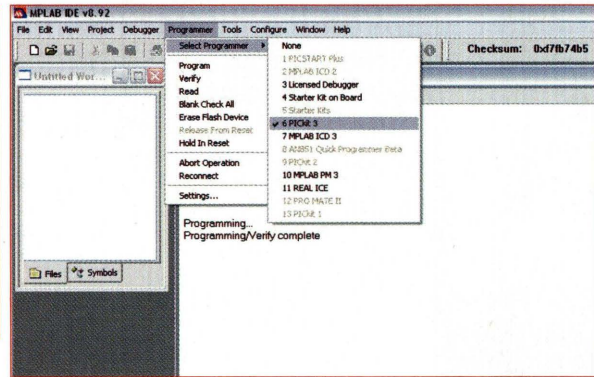 MPLAB IDE v8.92
File Edit View Project Debugger Programmer Tools Configure Window Help
Checksum: 0xd7fb74b5
Untitled Wor...
Select Programmer
Program
Verify
Read
Blank Check All
Erase Flash Device
Release From Reset
Hold In Reset
Abort Operation
Reconnect
Settings...
None
1 PICSTART Plus
2 MPLAB ICD 2
3 Licensed Debugger
4 Starter Kit on Board
5 Starter Kits
6 PICkit 3
7 MPLAB ICD 3
8 AN851 Quick Programmer Beta
9 PICkit 2
10 MPLAB PM 3
11 REAL ICE
12 PRO MATE II
13 PICkit 1
Programming...
Programming/Verify complete
Files Symbols